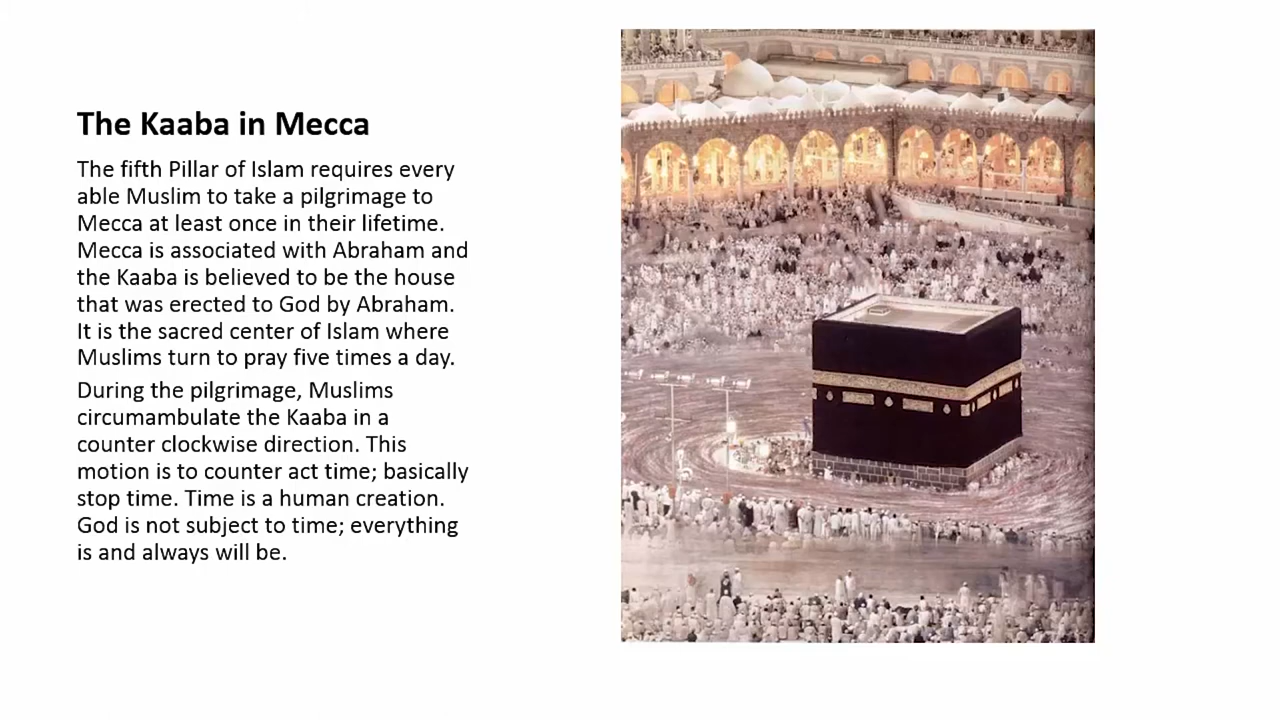 The Kaaba in Mecca
The fifth Pillar of Islam requires every
able Muslim to take a pilgrimage to
Mecca at least once in their lifetime.
Mecca is associated with Abraham and
the Kaaba is believed to be the house
that was erected to God by Abraham.
It is the sacred center of Islam where
Muslims turn to pray five times a day.
During the pilgrimage, Muslims
circumambulate the Kaaba in a
counter clockwise direction. This
motion is to counter act time; basically
stop time. Time is a human creation.
God is not subject to time; everything
is and always will be.